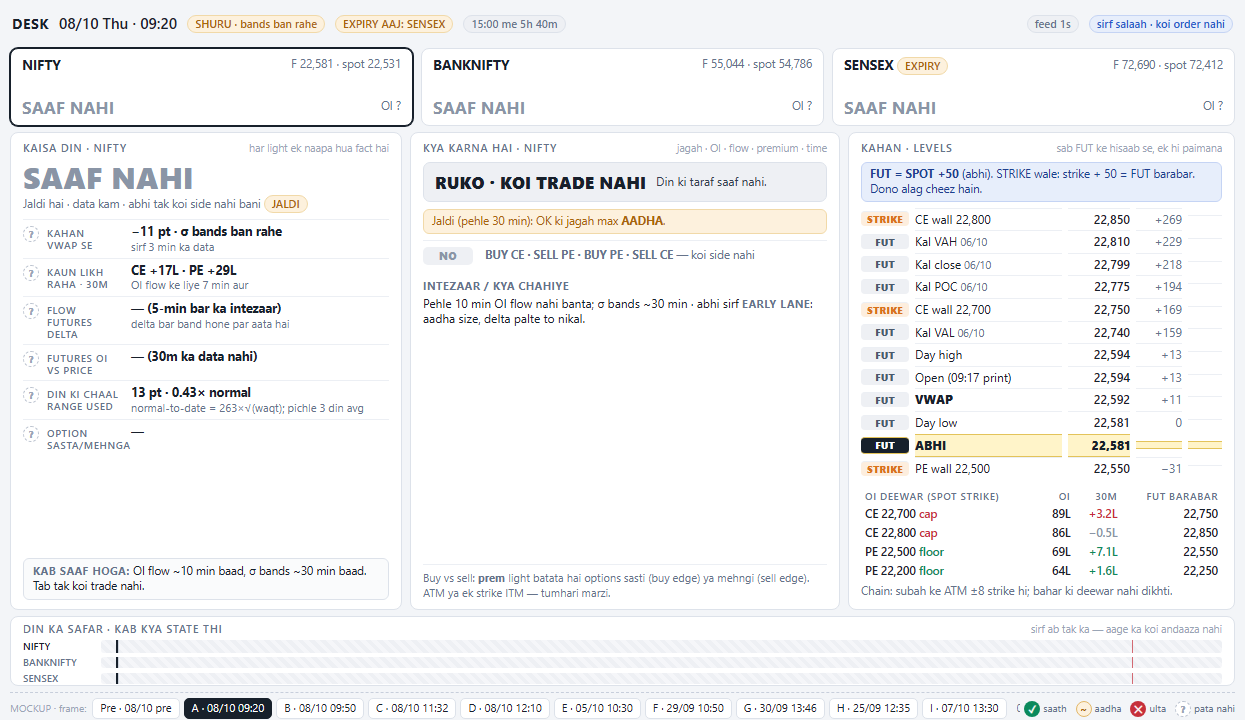 DESK 08/10 Thu · 09:20 SHURU · bands ban rahe EXPIRY AAJ: SENSEX 15:00 me 5h 40m feed 1s sirf salaah · koi order nahi
NIFTY F 22,581 · spot 22,531
SAAF NAHI OI ?
BANKNIFTY F 55,044 · spot 54,786
SAAF NAHI OI ?
SENSEX EXPIRY F 72,690 · spot 72,412
SAAF NAHI OI ?
KAISA DIN · NIFTY har light ek naapa hua fact hai
SAAF NAHI
Jaldi hai · data kam · abhi tak koi side nahi bani JALDI
? KAHAN VWAP SE −11 pt · σ bands ban rahe
sirf 3 min ka data
? KAUN LIKH RAHA · 30M CE +17L · PE +29L
OI flow ke liye 7 min aur
? FLOW FUTURES DELTA — (5-min bar ka intezaar)
delta bar band hone par aata hai
? FUTURES OI VS PRICE — (30m ka data nahi)
? DIN KI CHAAL RANGE USED 13 pt · 0.43× normal
normal-to-date = 263×√(waqt); pichle 3 din avg
? OPTION SASTA/MEHNGA —
KAB SAAF HOGA: OI flow ~10 min baad, σ bands ~30 min baad.
Tab tak koi trade nahi.
KYA KARNA HAI · NIFTY jagah · OI · flow · premium · time
RUKO · KOI TRADE NAHI Din ki taraf saaf nahi.
Jaldi (pehle 30 min): OK ki jagah max AADHA.
NO BUY CE · SELL PE · BUY PE · SELL CE — koi side nahi
INTEZAAR / KYA CHAHIYE
Pehle 10 min OI flow nahi banta; σ bands ~30 min · abhi sirf EARLY LANE:
aadha size, delta palte to nikal.
Buy vs sell: prem light batata hai options sasti (buy edge) ya mehngi (sell edge).
ATM ya ek strike ITM — tumhari marzi.
KAHAN · LEVELS sab FUT ke hisaab se, ek hi paimana
FUT = SPOT +50 (abhi). STRIKE wale: strike + 50 = FUT barabar.
Dono alag cheez hain.
STRIKE CE wall 22,800 22,850 +269
FUT Kal VAH 06/10 22,810 +229
FUT Kal close 06/10 22,799 +218
FUT Kal POC 06/10 22,775 +194
STRIKE CE wall 22,700 22,750 +169
FUT Kal VAL 06/10 22,740 +159
FUT Day high 22,594 +13
FUT Open (09:17 print) 22,594 +13
FUT VWAP 22,592 +11
FUT Day low 22,581 0
FUT ABHI 22,581
STRIKE PE wall 22,500 22,550 −31
OI DEEWAR (SPOT STRIKE) OI 30M FUT BARABAR
CE 22,700 cap 89L +3.2L 22,750
CE 22,800 cap 86L −0.5L 22,850
PE 22,500 floor 69L +7.1L 22,550
PE 22,200 floor 64L +1.6L 22,250
Chain: subah ke ATM ±8 strike hi; bahar ki deewar nahi dikhti.
DIN KA SAFAR · KAB KYA STATE THI sirf ab tak ka — aage ka koi andaaza nahi
NIFTY
BANKNIFTY
SENSEX
MOCKUP · frame: Pre · 08/10 pre A · 08/10 09:20 B · 08/10 09:50 C · 08/10 11:32 D · 08/10 12:10 E · 05/10 10:30 F · 29/09 10:50 G · 30/09 13:46 H · 25/09 12:35 I · 07/10 13:30 ✓ saath ~ aadha ✕ ulta ? pata nahi